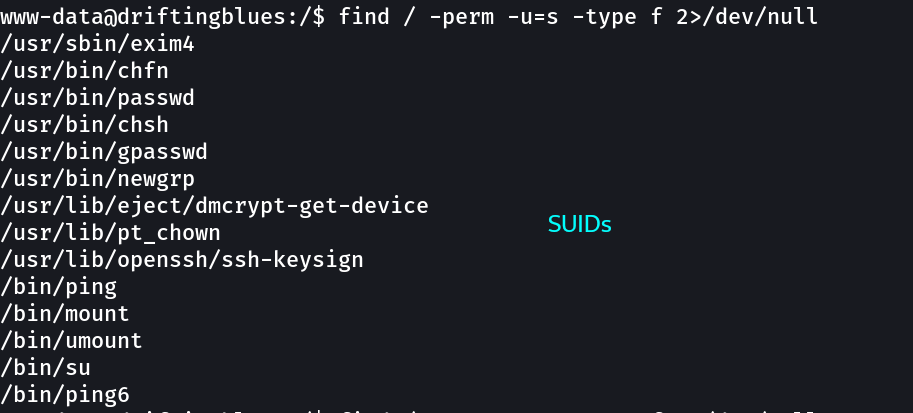 www-data@driftingblues:/$ find / -perm -u=s -type f 2>/dev/null
/usr/sbin/exim4
/usr/bin/chfn
/usr/bin/passwd
/usr/bin/chsh
/usr/bin/gpasswd
/usr/bin/newgrp
/usr/lib/eject/dmcrypt-get-device
SUIDs
/usr/lib/pt_chown
/usr/lib/openssh/ssh-keysign
/bin/ping
/bin/mount
/bin/umount
/bin/su
/bin/ping6